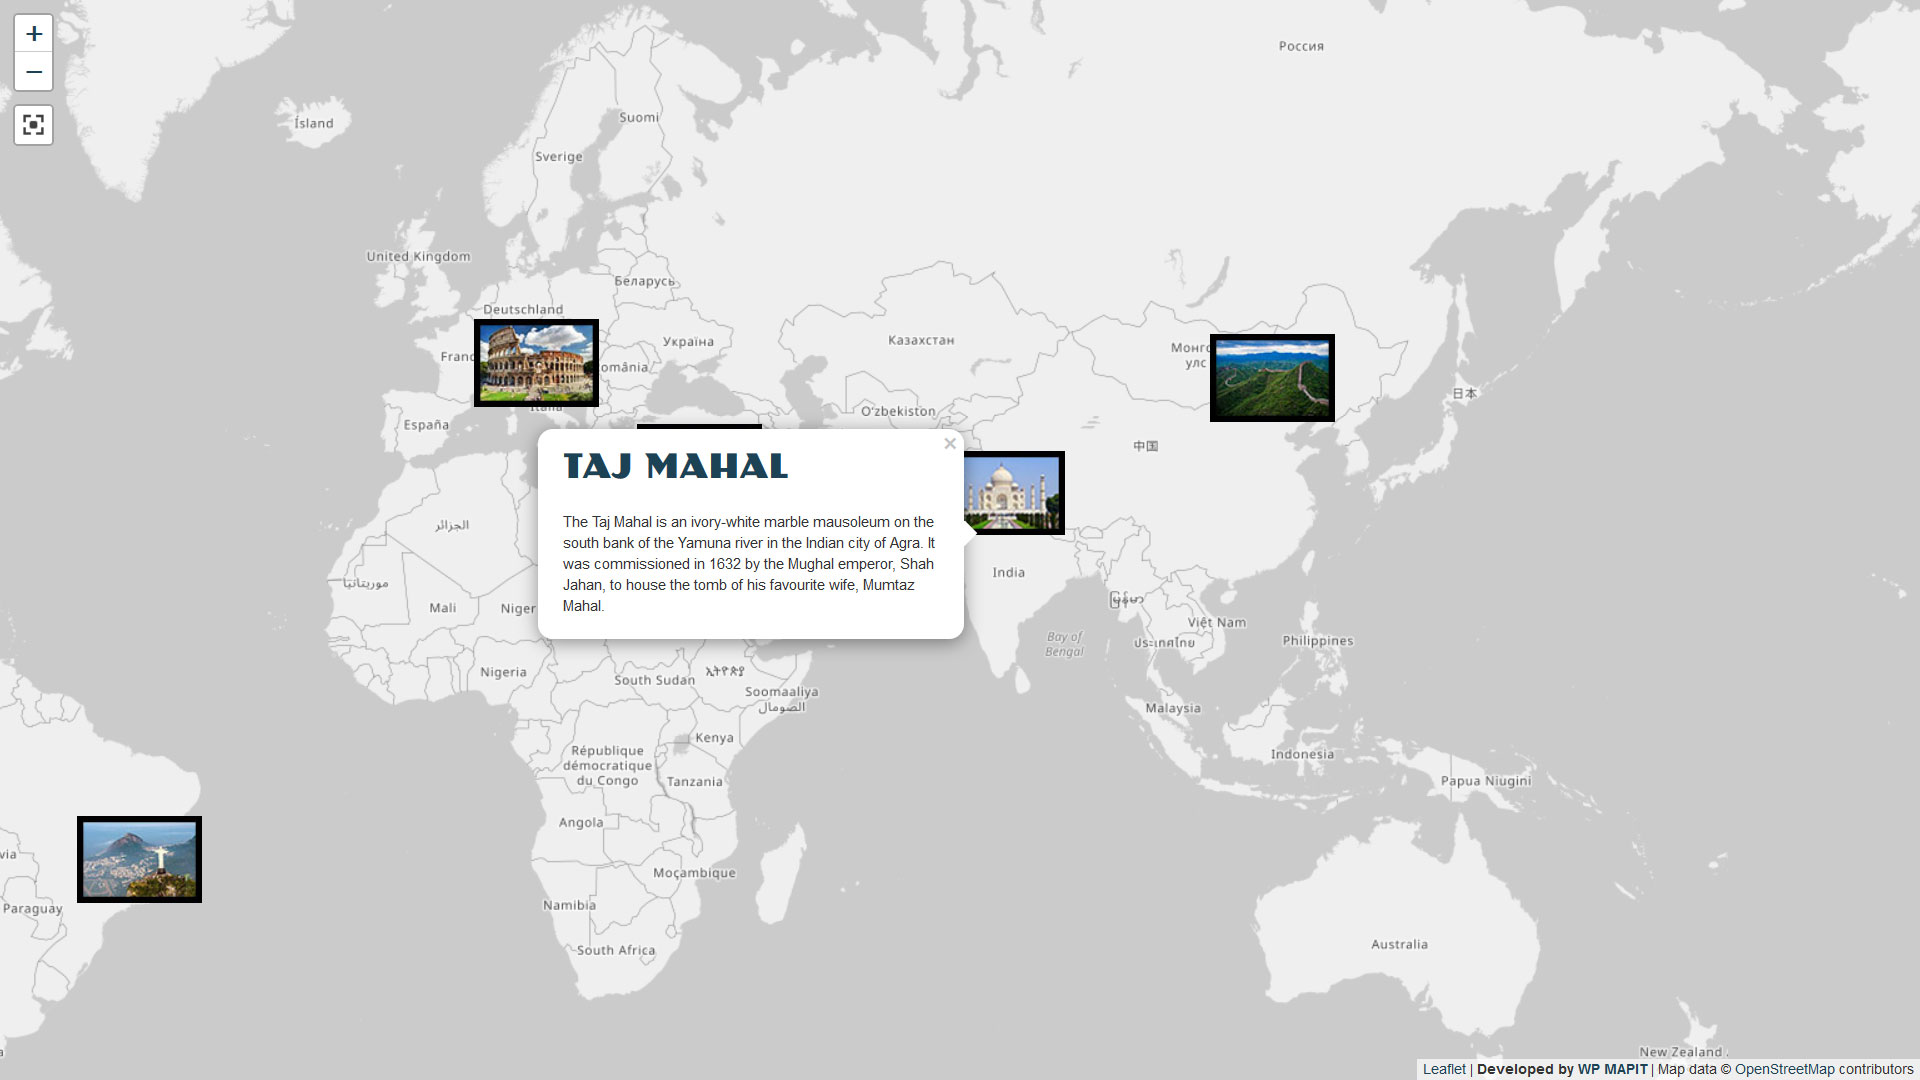 +
−
Россия
Ísland
Suomi
Sverige
United Kingdom
Беларусь
Deutschland
Україна
Казахстан
Монго
улс
Franc
omânia
日本
Italia
O'zbekiston
España
中国
×
TAJ MAHAL
The Taj Mahal is an ivory-white marble mausoleum on the
south bank of the Yamuna river in the Indian city of Agra. It
was commissioned in 1632 by the Mughal emperor, Shah
Jahan, to house the tomb of his favourite wife, Mumtaz
Mahal.
الجزائر
India
موريتانيا
Mali
Niger
Việt Nam
Bay of
Bengal
ประเทศไทย
Philippines
Nigeria
South Sudan
ኢትዮጵያ
Soomaaliya
الصومال
Malaysia
Kenya
République
démocratique
du Congo
Indonesia
Tanzania
Papua Niugini
Angola
via
Moçambique
Namibia
Paraguay
South Africa
Australia
New Zealand
Leaflet | Developed by WP MAPIT | Map data © OpenStreetMap contributors